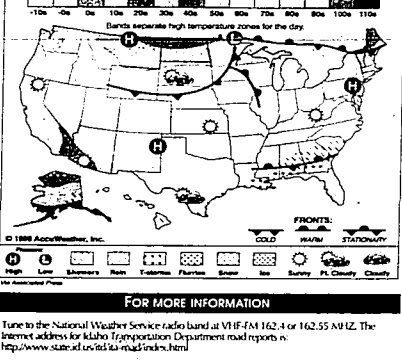 -10s -0s 0s 10s 20s 30s 40s 50s 60s 70s 80s 90s 100s 110s
Bands separate high temperature zones for the day.
H
L
H
H
FRONTS:
COLD WARM STATIONARY
© 1998 AccuWeather, Inc.
Pressure
H L
High Low Showers Rain T-storms Flurries Snow Ice Sunny Pt. Cloudy Cloudy
Via Associated Press
FOR MORE INFORMATION
Tune to the National Weather Service radio band at VHF-FM 162.4 or 162.55 MHZ. The
Internet address for Idaho Transportation Department road reports is:
http://www.state.id.us/itd/ita-road/index.html